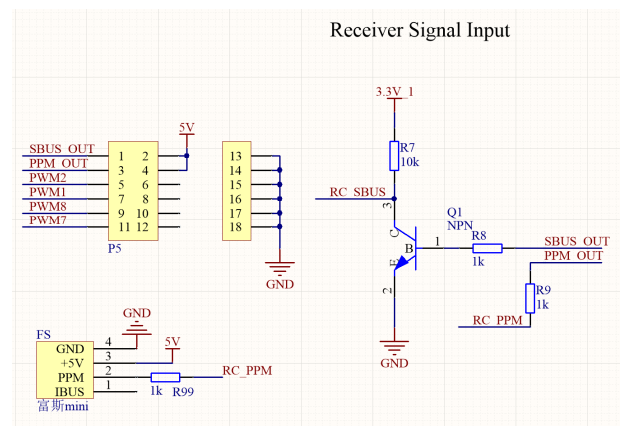 Receiver Signal Input
3.3V_1
5V
R7
10k
SBUS_OUT
PPM_OUT
PWM2
PWM1
PWM8
PWM7
1 2
3 4
5 6
7 8
9 10
11 12
P5
13
14
15
16
17
18
GND
RC_SBUS
3
C
B
E
Q1
NPN
1
2
R8
1k
SBUS_OUT
PPM_OUT
R9
1k
RC_PPM
GND
FS
GND 4
+5V 3
PPM 2
IBUS 1
富斯mini
GND
5V
1k R99
RC_PPM